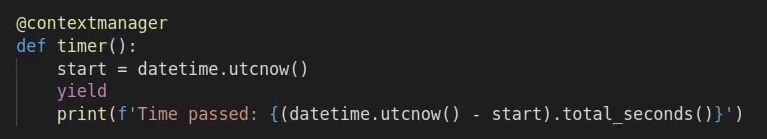 @contextmanager
def timer():
    start = datetime.utcnow()
    yield
    print(f'Time passed: {(datetime.utcnow() - start).total_seconds()}')